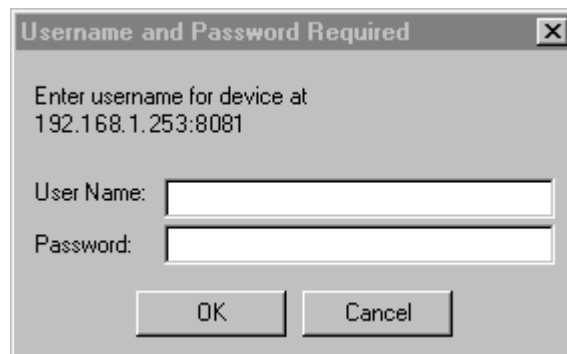 Username and Password Required
Enter username for device at
192.168.1.253:8081
User Name:
Password:
OK Cancel